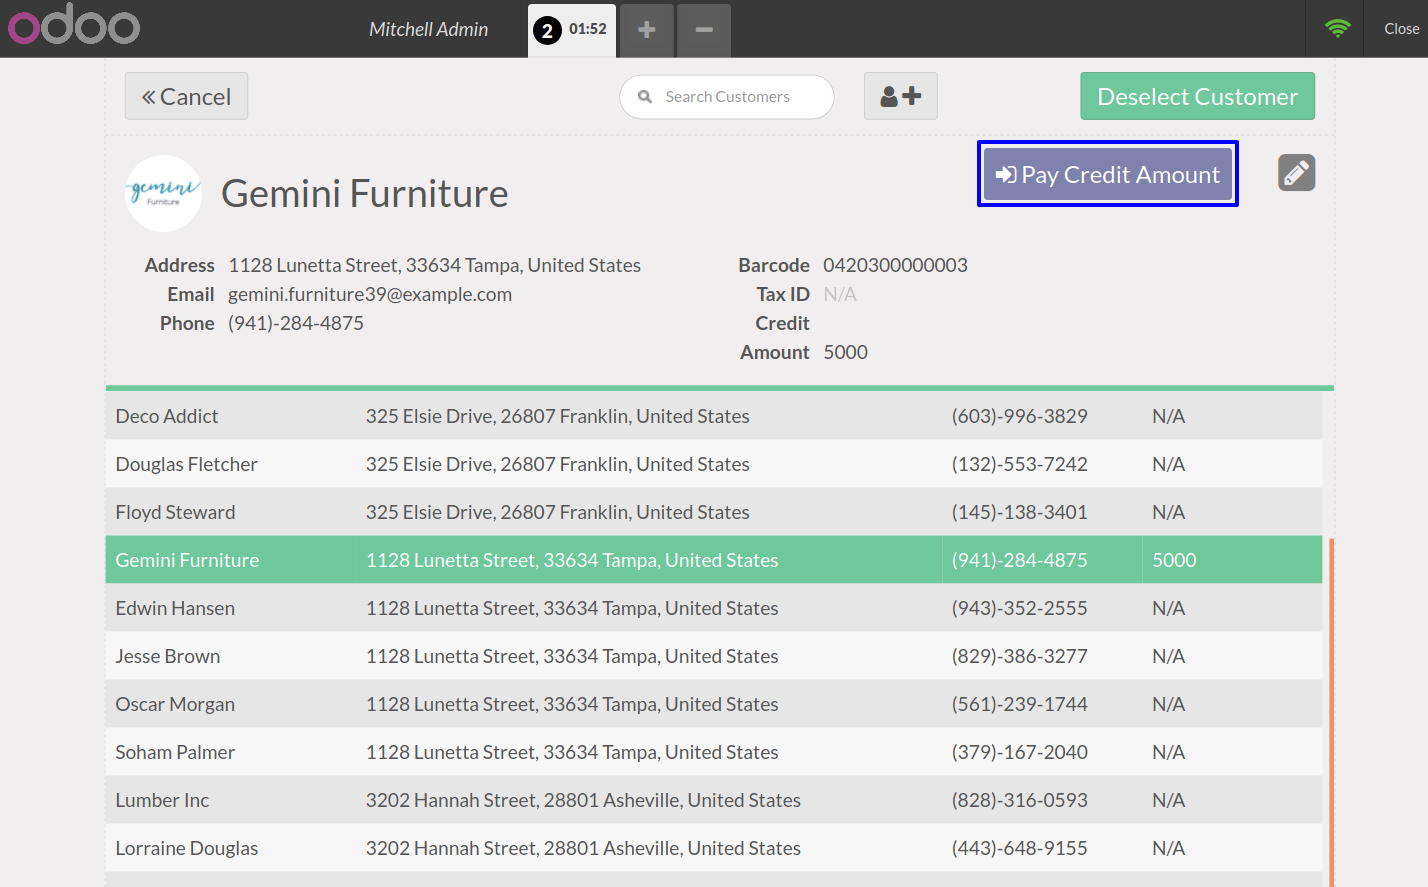 odoo Mitchell Admin 2 01:52 Close
Cancel Search Customers Deselect Customer
Pay Credit Amount
gemini
Furniture
Gemini Furniture
Address 1128 Lunetta Street, 33634 Tampa, United States
Email gemini.furniture39@example.com
Phone (941)-284-4875
Barcode 0420300000003
Tax ID N/A
Credit
Amount 5000
Deco Addict 325 Elsie Drive, 26807 Franklin, United States (603)-996-3829 N/A
Douglas Fletcher 325 Elsie Drive, 26807 Franklin, United States (132)-553-7242 N/A
Floyd Steward 325 Elsie Drive, 26807 Franklin, United States (145)-138-3401 N/A
Gemini Furniture 1128 Lunetta Street, 33634 Tampa, United States (941)-284-4875 5000
Edwin Hansen 1128 Lunetta Street, 33634 Tampa, United States (943)-352-2555 N/A
Jesse Brown 1128 Lunetta Street, 33634 Tampa, United States (829)-386-3277 N/A
Oscar Morgan 1128 Lunetta Street, 33634 Tampa, United States (561)-239-1744 N/A
Soham Palmer 1128 Lunetta Street, 33634 Tampa, United States (379)-167-2040 N/A
Lumber Inc 3202 Hannah Street, 28801 Asheville, United States (828)-316-0593 N/A
Lorraine Douglas 3202 Hannah Street, 28801 Asheville, United States (443)-648-9155 N/A